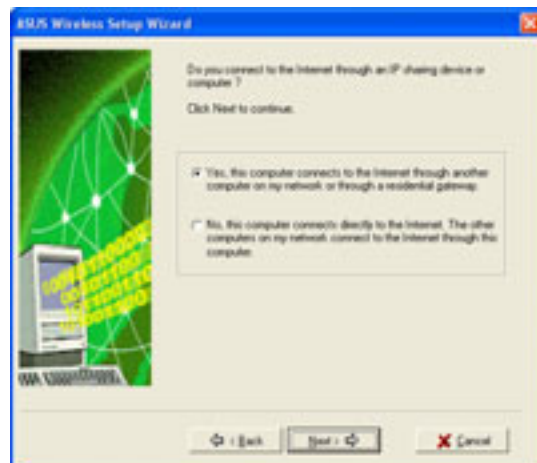 ASUS Wireless Setup Wizard
Do you connect to the Internet through an IP sharing device or
computer ?
Click Next to continue.
Yes, this computer connects to the Internet through another
computer on my network or through a residential gateway.
No, this computer connects directly to the Internet. The other
computers on my network connect to the Internet through this
computer.
< Back
Next >
Cancel